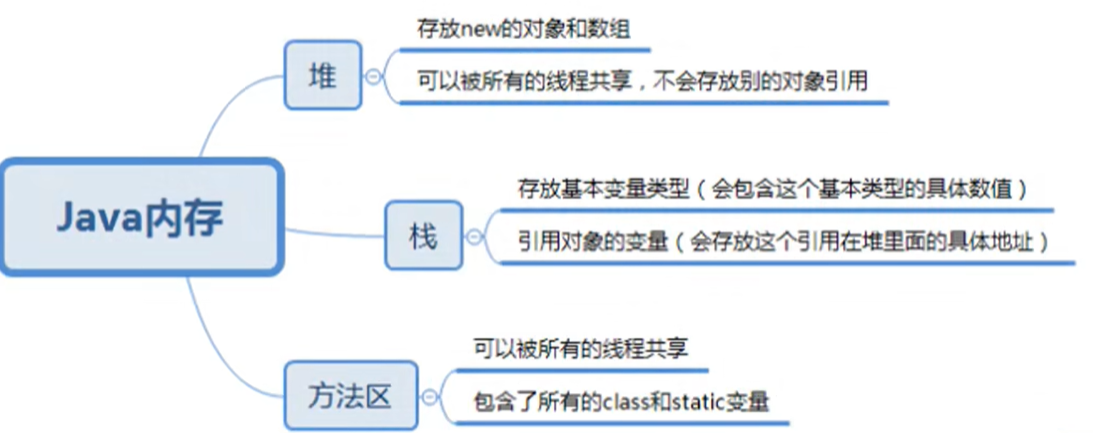 存放new的对象和数组
堆
可以被所有的线程共享，不会存放别的对象引用
存放基本变量类型（会包含这个基本类型的具体数值）
Java内存
栈
引用对象的变量（会存放这个引用在堆里面的具体地址）
可以被所有的线程共享
方法区
包含了所有的class和static变量